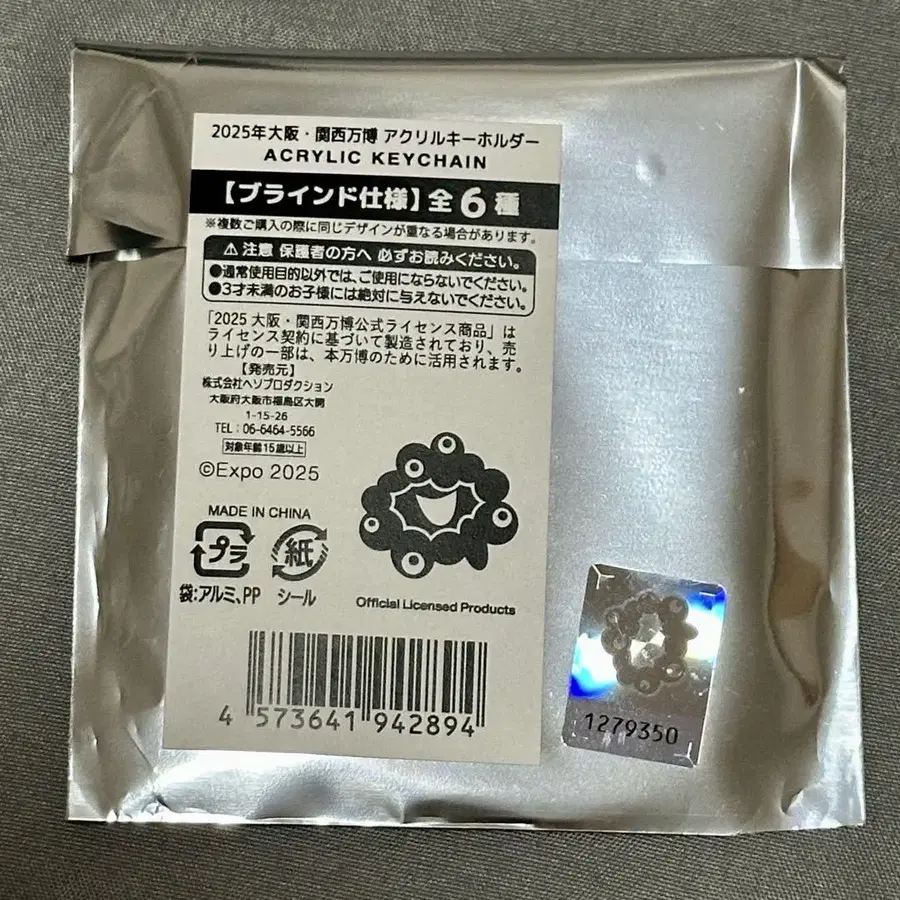 2025年大阪・関西万博 アクリルキーホルダー
ACRYLIC KEYCHAIN
【ブラインド仕様】全6種
※複数ご購入の際に同じデザインが重なる場合があります。
⚠注意 保護者の方へ 必ずお読みください。
●通常使用目的以外では、ご使用にならないでください。
●3才未満のお子様には絶対に与えないでください。
「2025 大阪・関西万博公式ライセンス商品」は
ライセンス契約に基づいて製造されており、売
り上げの一部は、本万博のために活用されます。
【発売元】
株式会社ヘソプロダクション
大阪府大阪市福島区大開
1-15-26
TEL：06-6464-5566
対象年齢15歳以上
©Expo 2025
MADE IN CHINA
プラ
紙
袋:アルミ、PP
シール
Official Licensed Products
4 573641 942894
1279350